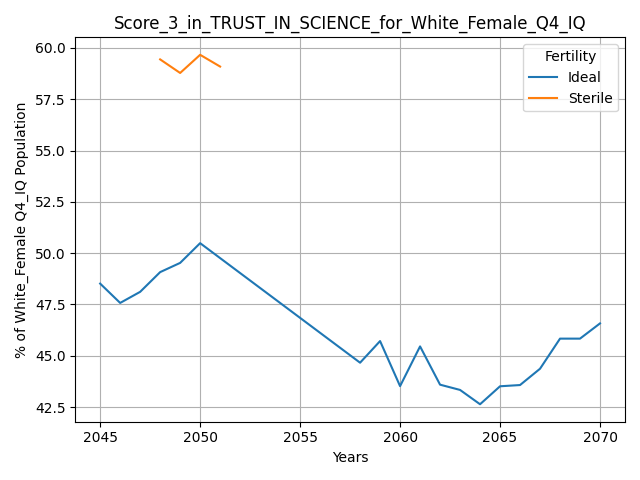 Score_3_in_TRUST_IN_SCIENCE_for_White_Female_Q4_IQ
Fertility
Ideal
Sterile
% of White_Female Q4_IQ Population
60.0
57.5
55.0
52.5
50.0
47.5
45.0
42.5
2045 2050 2055 2060 2065 2070
Years